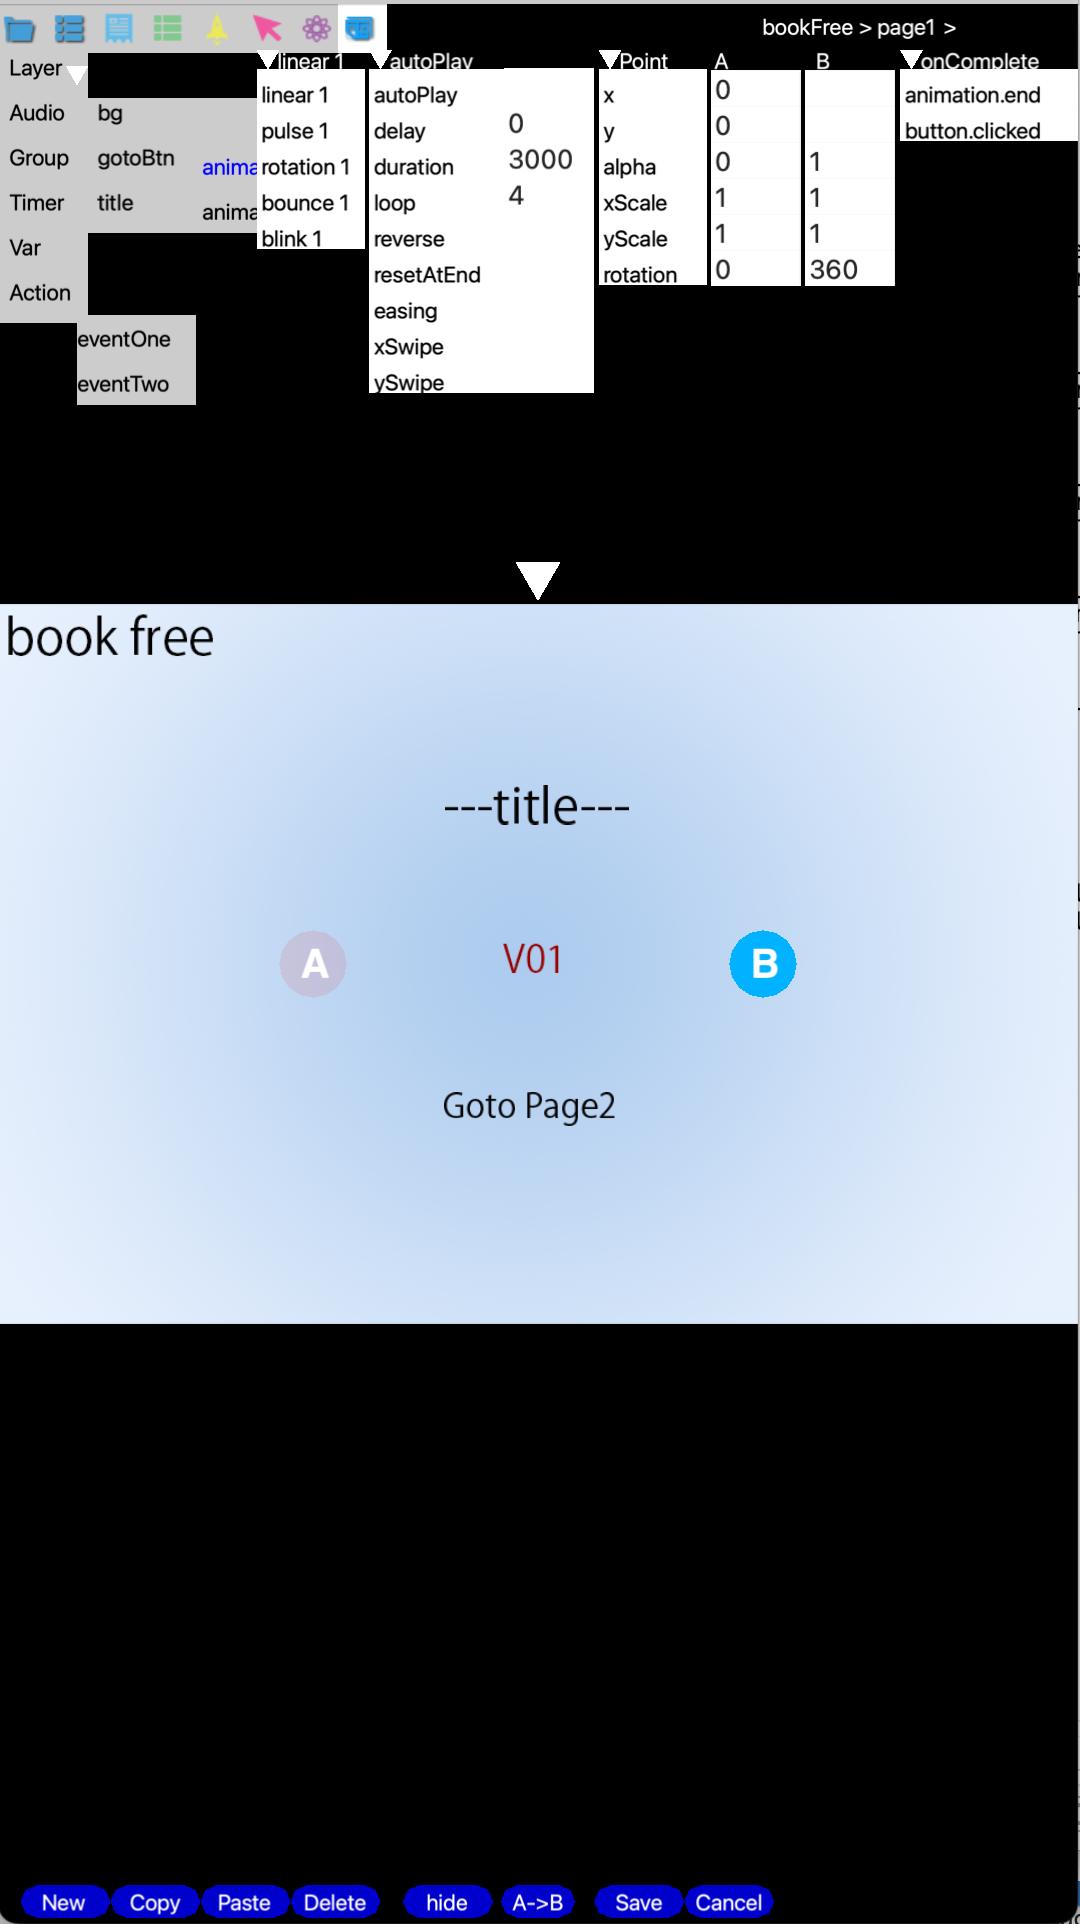 bookFree > page1 >
Layer
Audio
Group
Timer
Var
Action
bg
gotoBtn
title
anima
anima
eventOne
eventTwo
linear 1
linear 1
pulse 1
rotation 1
bounce 1
blink 1
autoPlay
autoPlay
delay 0
duration 3000
loop 4
reverse
resetAtEnd
easing
xSwipe
ySwipe
Point A B
x 0
y 0
alpha 0 1
xScale 1 1
yScale 1 1
rotation 0 360
onComplete
animation.end
button.clicked
book free
---title---
A V01 B
Goto Page2
New Copy Paste Delete hide A->B Save Cancel